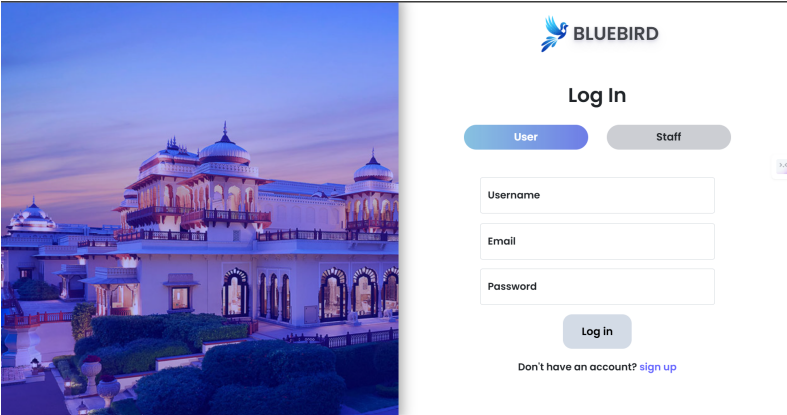 BLUEBIRD
Log In
User Staff
Username
Email
Password
Log in
Don't have an account? sign up